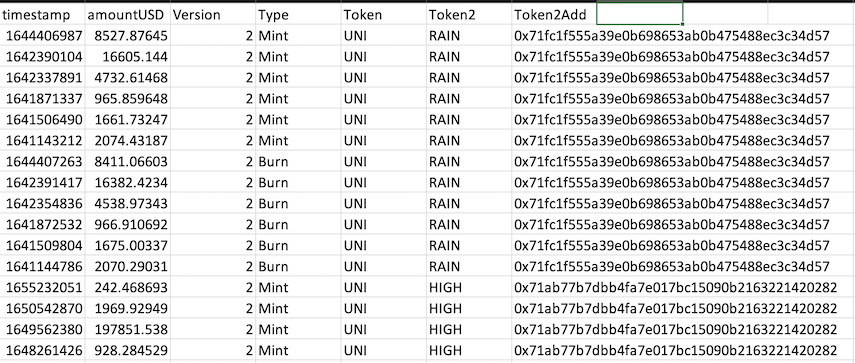 timestamp amountUSD Version Type Token Token2 Token2Add
1644406987 8527.87645 2 Mint UNI RAIN 0x71fc1f555a39e0b698653ab0b475488ec3c34d57
1642390104 16605.144 2 Mint UNI RAIN 0x71fc1f555a39e0b698653ab0b475488ec3c34d57
1642337891 4732.61468 2 Mint UNI RAIN 0x71fc1f555a39e0b698653ab0b475488ec3c34d57
1641871337 965.859648 2 Mint UNI RAIN 0x71fc1f555a39e0b698653ab0b475488ec3c34d57
1641506490 1661.73247 2 Mint UNI RAIN 0x71fc1f555a39e0b698653ab0b475488ec3c34d57
1641143212 2074.43187 2 Mint UNI RAIN 0x71fc1f555a39e0b698653ab0b475488ec3c34d57
1644407263 8411.06603 2 Burn UNI RAIN 0x71fc1f555a39e0b698653ab0b475488ec3c34d57
1642391417 16382.4234 2 Burn UNI RAIN 0x71fc1f555a39e0b698653ab0b475488ec3c34d57
1642354836 4538.97343 2 Burn UNI RAIN 0x71fc1f555a39e0b698653ab0b475488ec3c34d57
1641872532 966.910692 2 Burn UNI RAIN 0x71fc1f555a39e0b698653ab0b475488ec3c34d57
1641509804 1675.00337 2 Burn UNI RAIN 0x71fc1f555a39e0b698653ab0b475488ec3c34d57
1641144786 2070.29031 2 Burn UNI RAIN 0x71fc1f555a39e0b698653ab0b475488ec3c34d57
1655232051 242.468693 2 Mint UNI HIGH 0x71ab77b7dbb4fa7e017bc15090b2163221420282
1650542870 1969.92949 2 Mint UNI HIGH 0x71ab77b7dbb4fa7e017bc15090b2163221420282
1649562380 197851.538 2 Mint UNI HIGH 0x71ab77b7dbb4fa7e017bc15090b2163221420282
1648261426 928.284529 2 Mint UNI HIGH 0x71ab77b7dbb4fa7e017bc15090b2163221420282